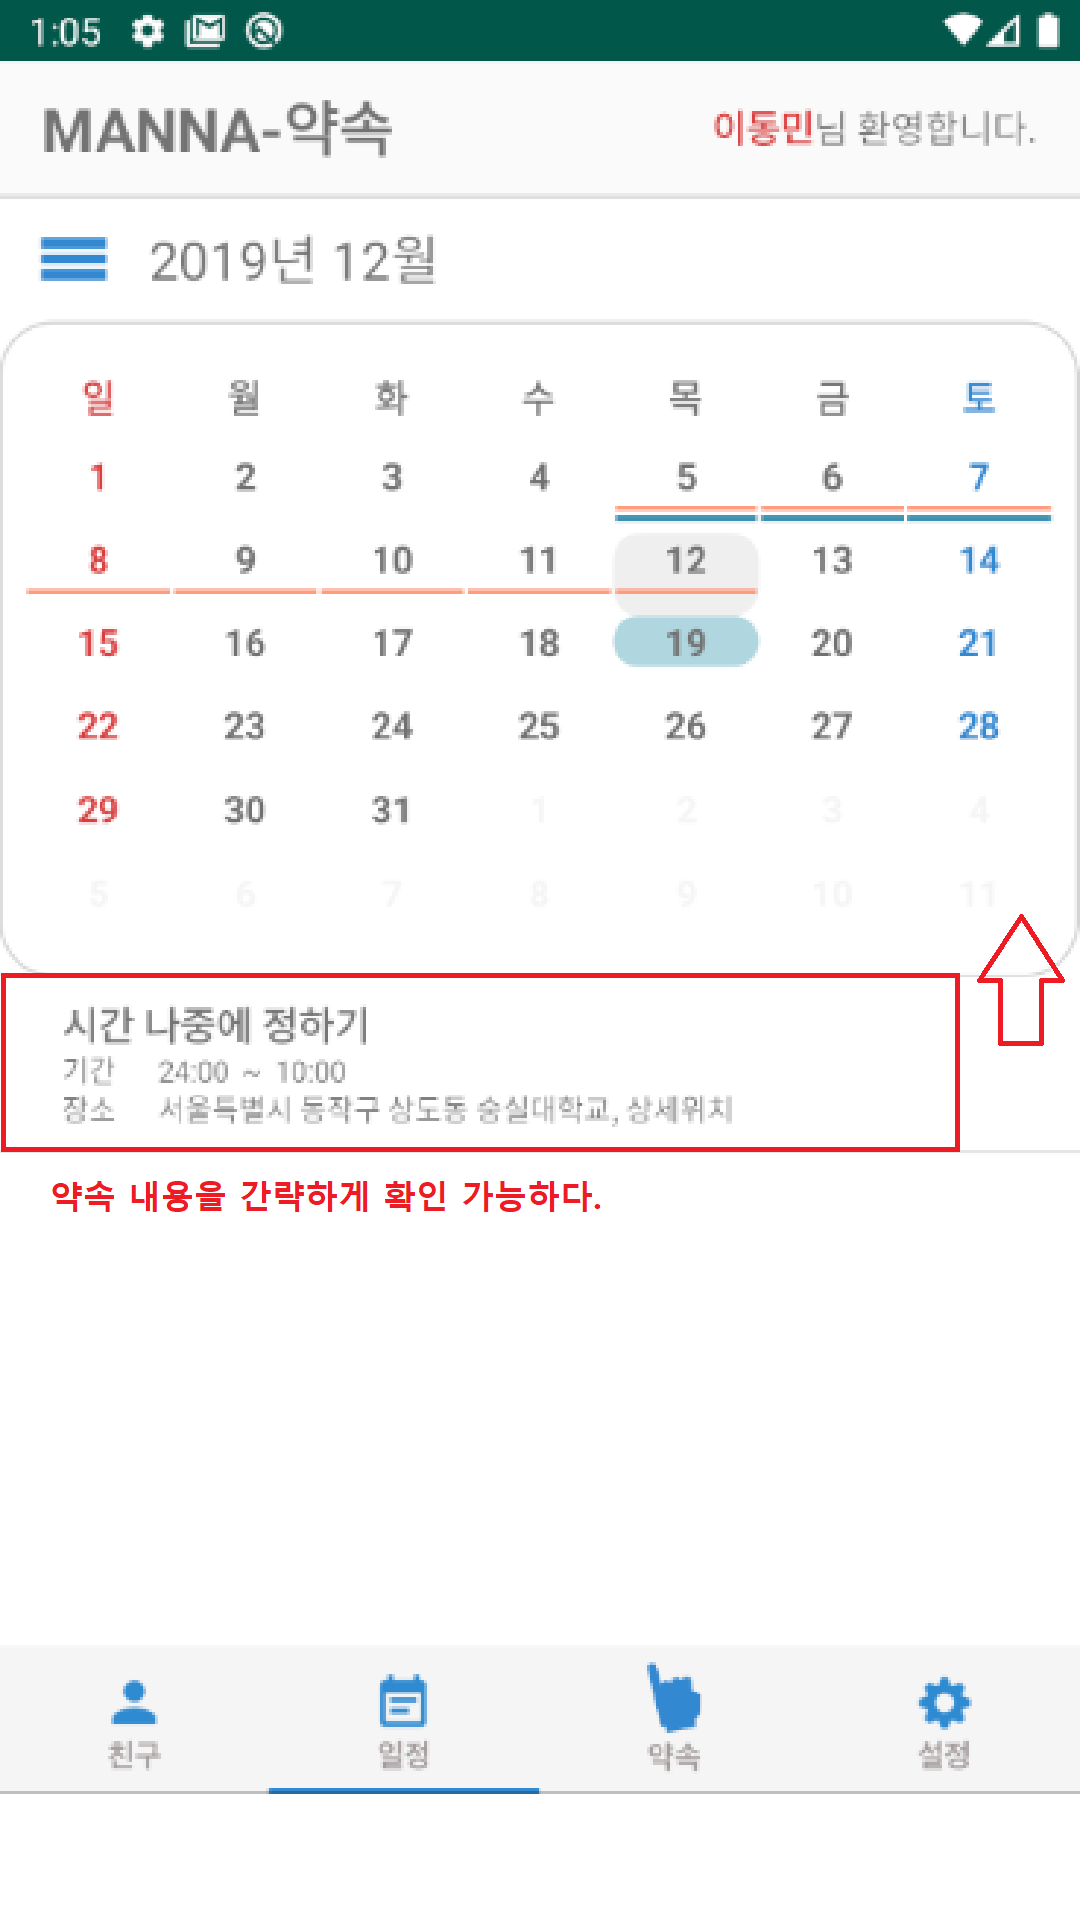 1:05
MANNA-약속
이동민님 환영합니다.
2019년 12월
일 월 화 수 목 금 토
1 2 3 4 5 6 7
8 9 10 11 12 13 14
15 16 17 18 19 20 21
22 23 24 25 26 27 28
29 30 31 1 2 3 4
5 6 7 8 9 10 11
시간 나중에 정하기
기간 24:00 ~ 10:00
장소 서울특별시 동작구 상도동 숭실대학교, 상세위치
약속 내용을 간략하게 확인 가능하다.
친구 일정 약속 설정